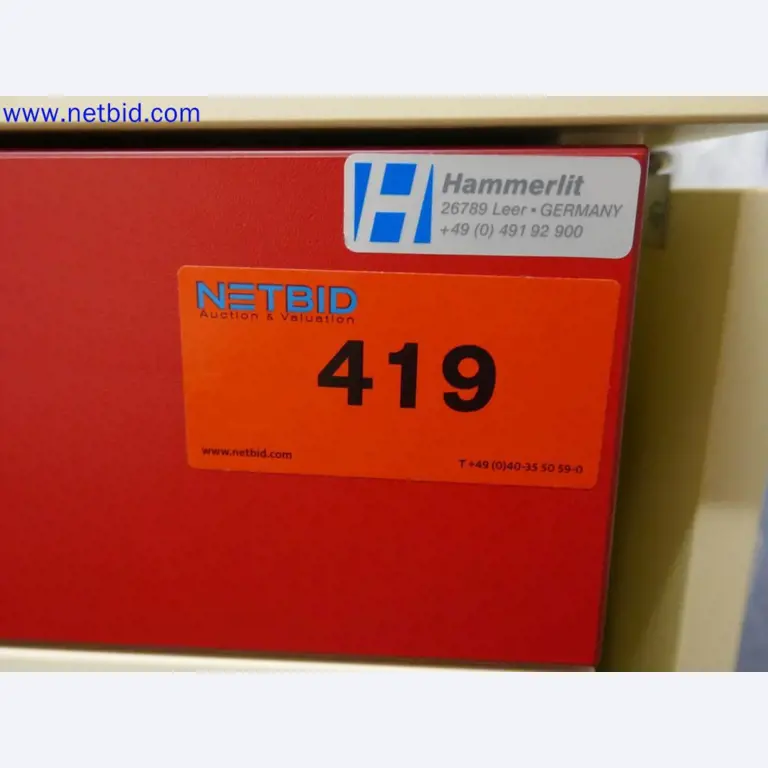 www.netbid.com
H Hammerlit
26789 Leer • GERMANY
+49 (0) 491 92 900
NETBID
Auction & Valuation
419
www.netbid.com
T +49 (0)40-35 50 59-0